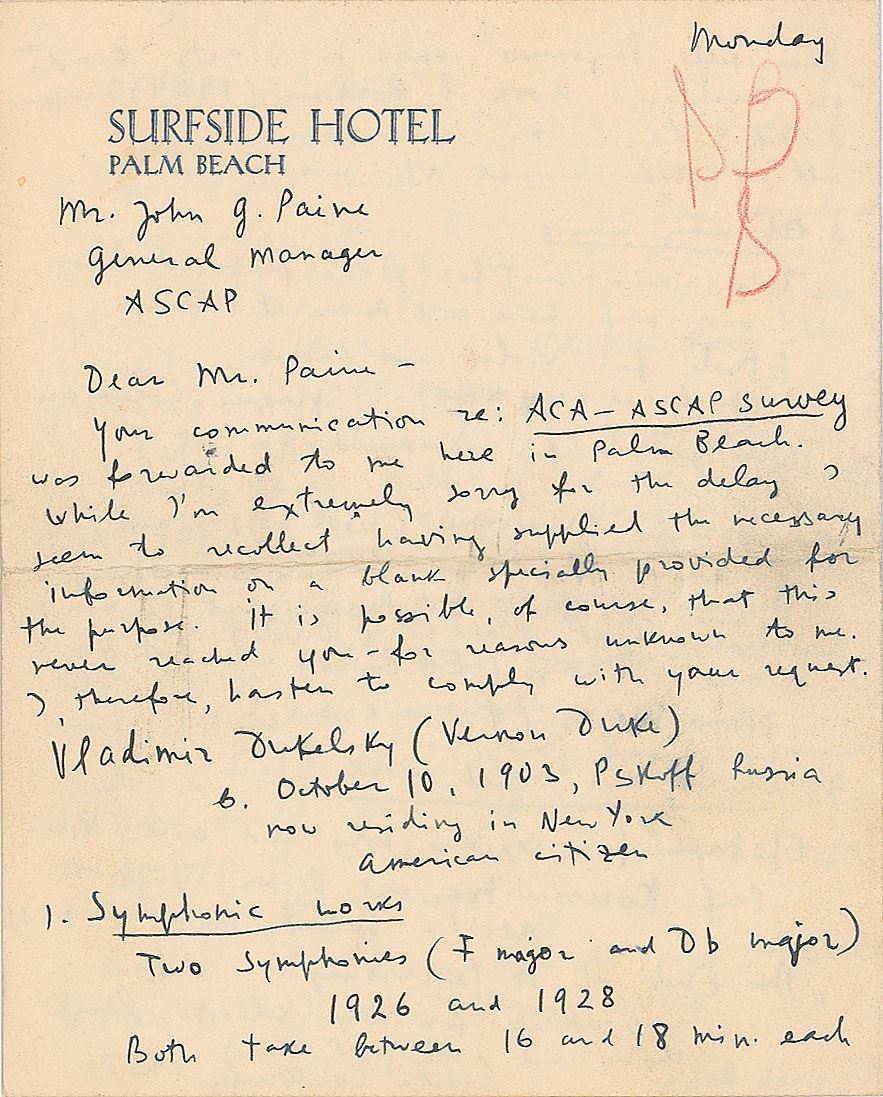 Monday
SURFSIDE HOTEL
PALM BEACH
Mr. John G. Paine
General Manager
ASCAP
Dear Mr. Paine –
Your communication re: ACA – ASCAP survey
was forwarded to me here in Palm Beach.
While I'm extremely sorry for the delay I
seem to recollect having supplied the necessary
information on a blank specially provided for
the purpose. It is possible, of course, that this
never reached you – for reasons unknown to me.
I, therefore, hasten to comply with your request.
Vladimir Dukelsky (Vernon Duke)
b. October 10, 1903, Pskoff Russia
now residing in New York
American citizen
1. Symphonic works
Two Symphonies (F major and Db major)
1926 and 1928
Both take between 16 and 18 min. each